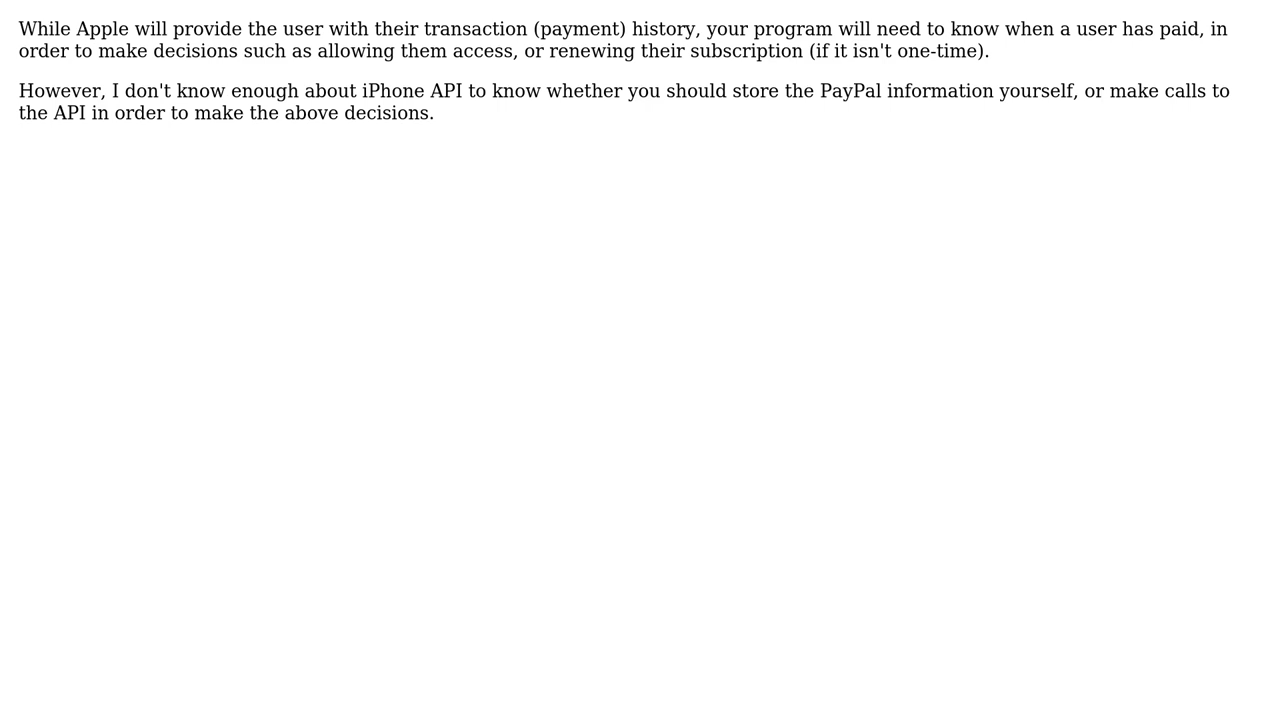 While Apple will provide the user with their transaction (payment) history, your program will need to know when a user has paid, in
order to make decisions such as allowing them access, or renewing their subscription (if it isn't one-time).
However, I don't know enough about iPhone API to know whether you should store the PayPal information yourself, or make calls to
the API in order to make the above decisions.